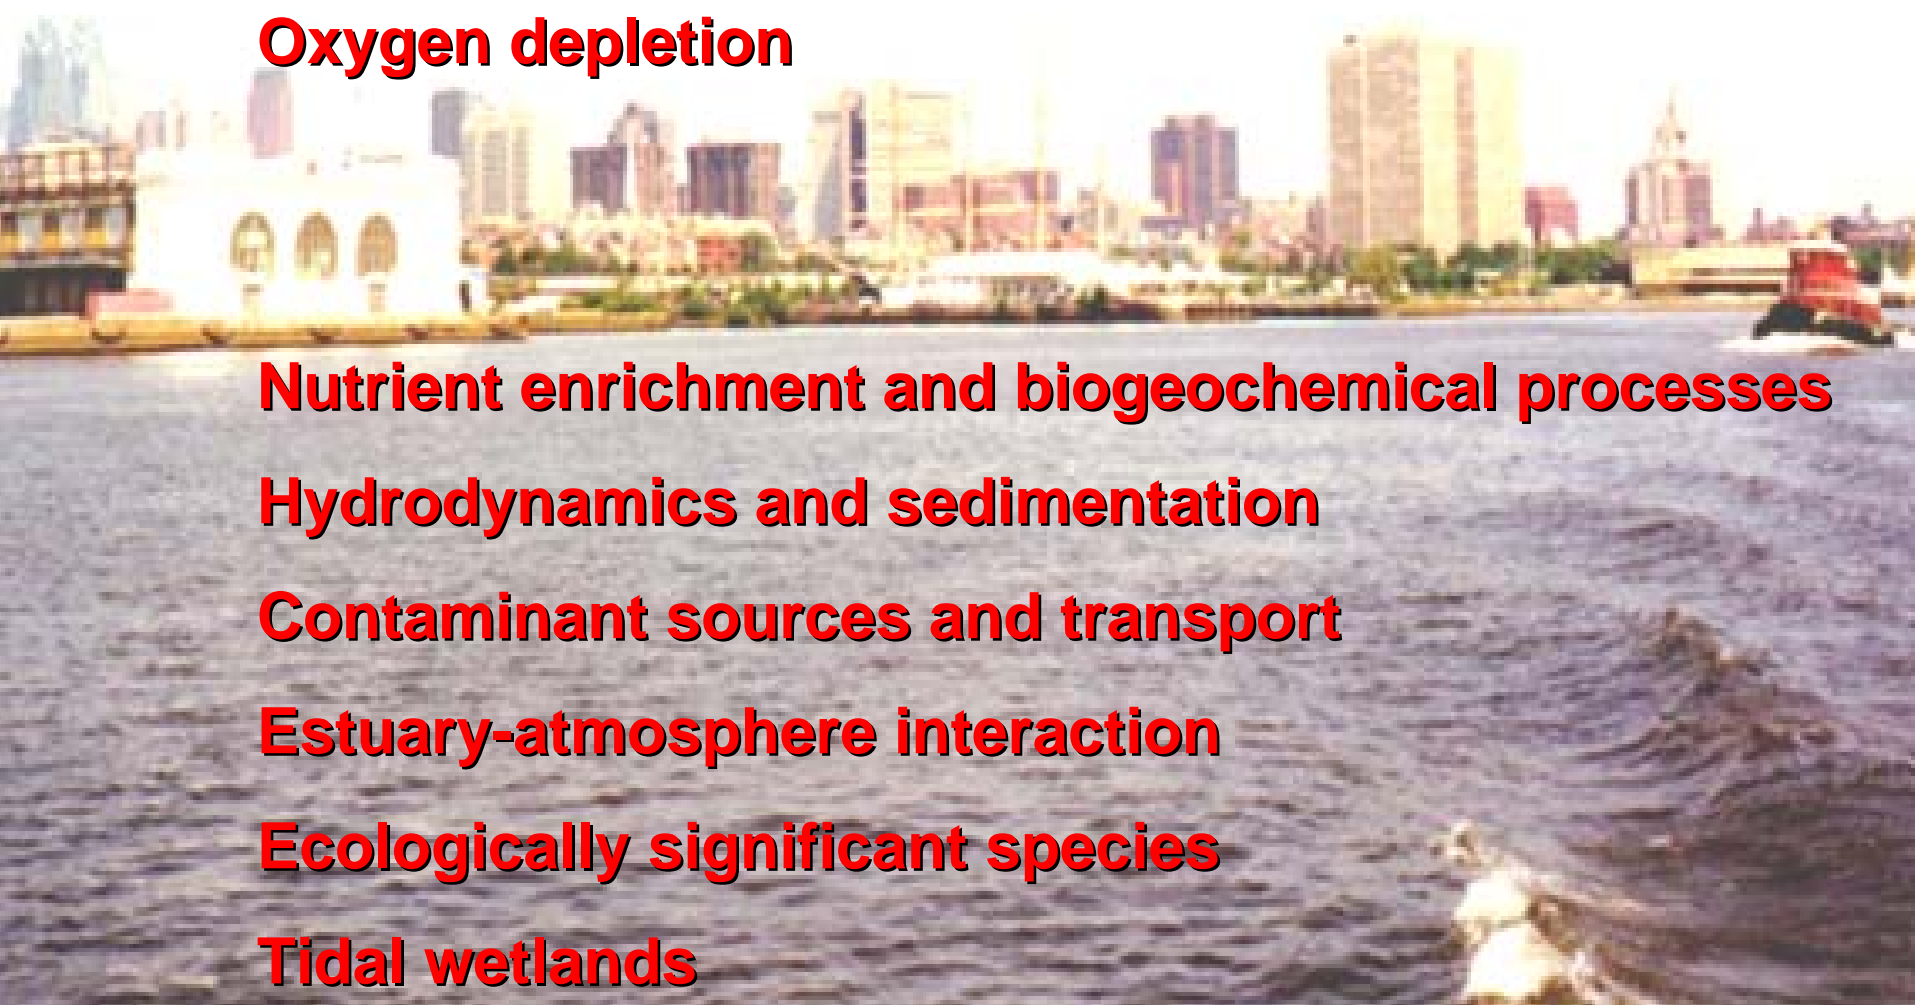 Oxygen depletion
Nutrient enrichment and biogeochemical processes
Hydrodynamics and sedimentation
Contaminant sources and transport
Estuary-atmosphere interaction
Ecologically significant species
Tidal wetlands